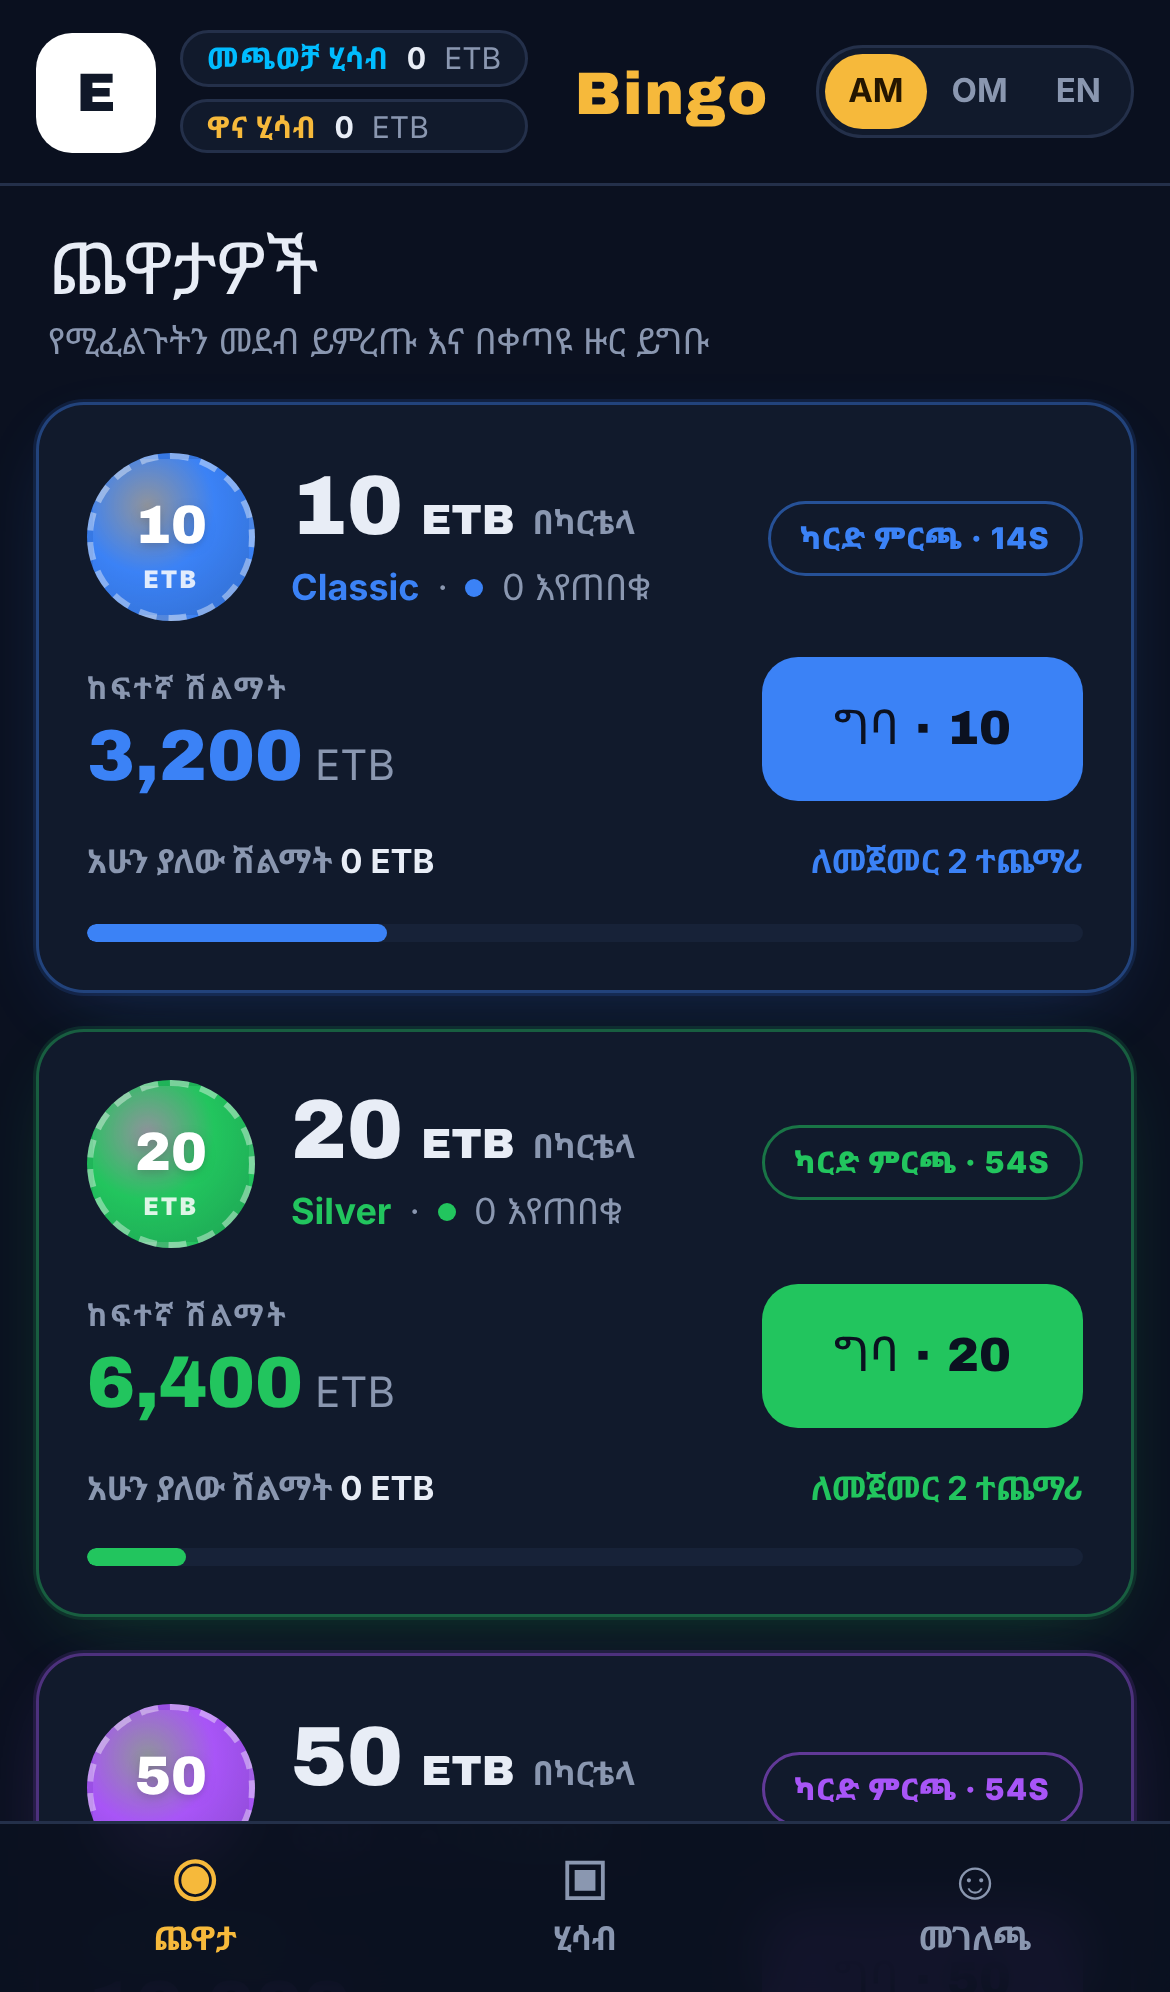 E
መጫወቻ ሂሳብ 0 ETB
ዋና ሂሳብ 0 ETB
Bingo
AM OM EN
ጨዋታዎች
የሚፈልጉትን መደብ ይምረጡ እና በቀጣዩ ዙር ይግቡ
10
ETB
10 ETB በካርቴላ
Classic · 0 እየጠበቁ
ካርድ ምርጫ · 14S
ከፍተኛ ሽልማት
3,200 ETB
ግባ · 10
አሁን ያለው ሽልማት 0 ETB
ለመጀመር 2 ተጨማሪ
20
ETB
20 ETB በካርቴላ
Silver · 0 እየጠበቁ
ካርድ ምርጫ · 54S
ከፍተኛ ሽልማት
6,400 ETB
ግባ · 20
አሁን ያለው ሽልማት 0 ETB
ለመጀመር 2 ተጨማሪ
50
50 ETB በካርቴላ
ካርድ ምርጫ · 54S
ጨዋታ
ሂሳብ
መገለጫ